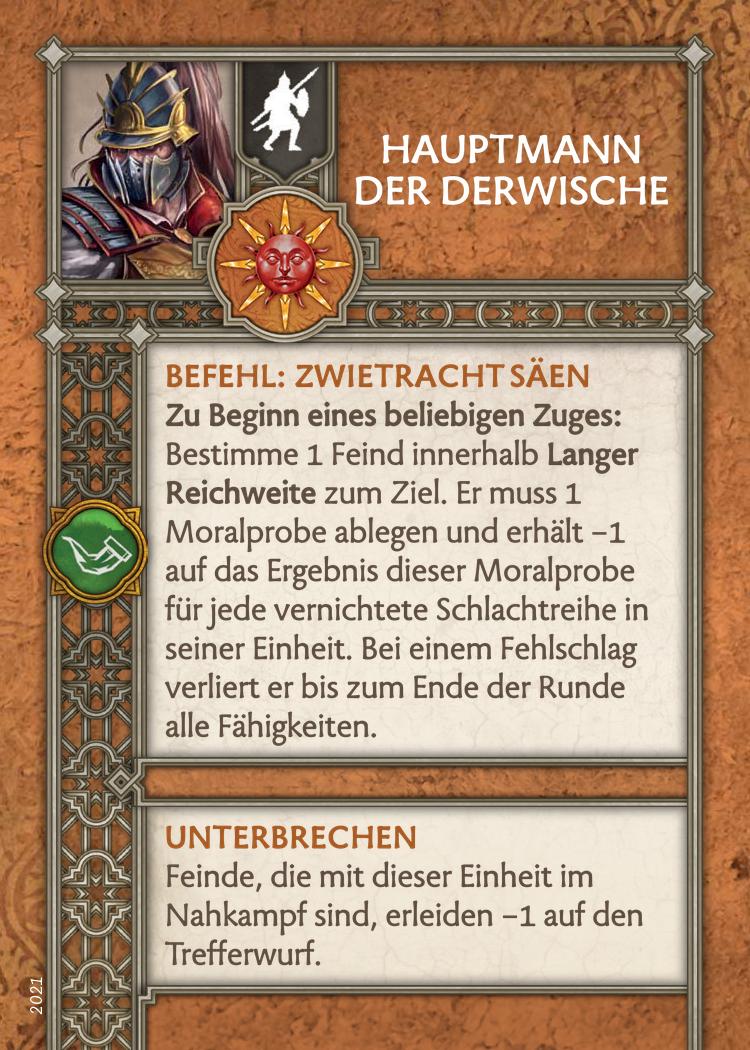 HAUPTMANN
DER DERWISCHE
BEFEHL: ZWIETRACHT SÄEN
Zu Beginn eines beliebigen Zuges:
Bestimme 1 Feind innerhalb Langer
Reichweite zum Ziel. Er muss 1
Moralprobe ablegen und erhält –1
auf das Ergebnis dieser Moralprobe
für jede vernichtete Schlachtreihe in
seiner Einheit. Bei einem Fehlschlag
verliert er bis zum Ende der Runde
alle Fähigkeiten.
UNTERBRECHEN
Feinde, die mit dieser Einheit im
Nahkampf sind, erleiden –1 auf den
Trefferwurf.
2021